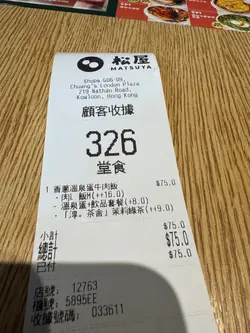 松屋
MATSUYA
Shops G06-09,
Chuang's London Plaza
219 Nathan Road,
Kowloon, Hong Kong
顧客收據
326
堂食
1 香蔥溫泉蛋牛肉飯 $75.0
- 肉L飯M(++16.0)
- 溫泉蛋+飲品套餐(+8.0)
- 「淳。茶舍」茉莉綠茶(++9.0)
小計 $75.0
總計 $75.0
已付 $75.0
店號: 12763
機號: 5895EE
收據號碼: 033611